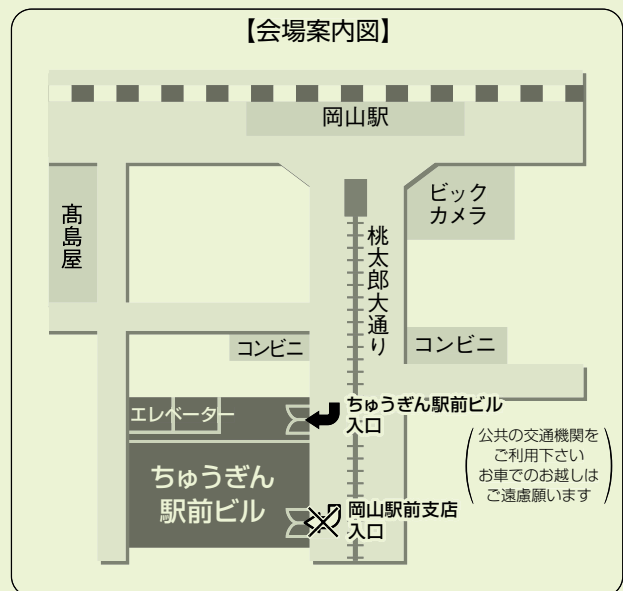 【会場案内図】
岡山駅
髙島屋
ビック
カメラ
桃太郎大通り
コンビニ
コンビニ
エレベーター
ちゅうぎん駅前ビル
入口
公共の交通機関を
ご利用下さい
お車でのお越しは
ご遠慮願います
ちゅうぎん
駅前ビル
岡山駅前支店
入口